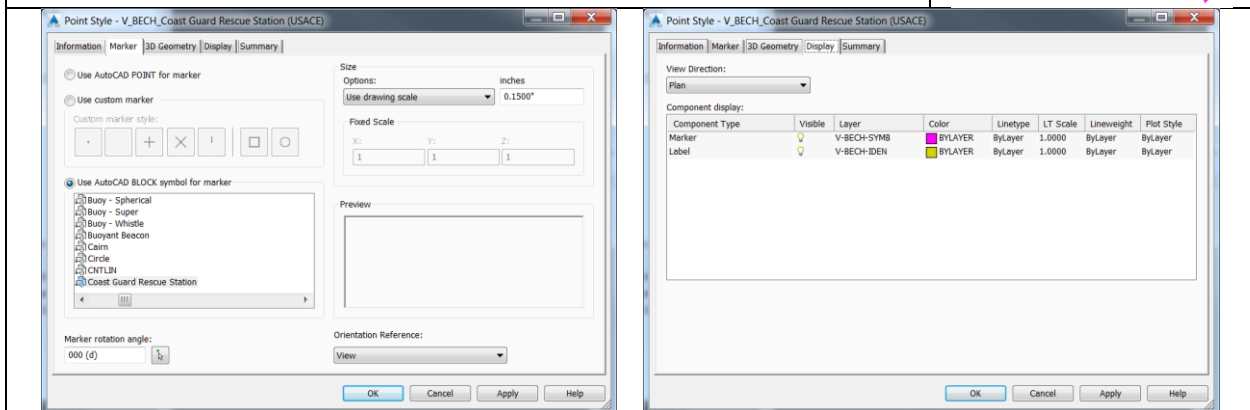 Point Style - V_BECH_Coast Guard Rescue Station (USACE)
Information Marker 3D Geometry Display Summary
Use AutoCAD POINT for marker
Use custom marker
Custom marker style:
Use AutoCAD BLOCK symbol for marker
Buoy - Spherical
Buoy - Super
Buoy - Whistle
Buoyant Beacon
Cairn
Circle
CNTLIN
Coast Guard Rescue Station
Marker rotation angle:
000 (d)
Size
Options: inches
Use drawing scale 0.1500"
Fixed Scale
X: Y: Z:
1 1 1
Preview
Orientation Reference:
View
OK Cancel Apply Help
Point Style - V_BECH_Coast Guard Rescue Station (USACE)
Information Marker 3D Geometry Display Summary
View Direction:
Plan
Component display:
Component Type Visible Layer Color Linetype LT Scale Lineweight Plot Style
Marker V-BECH-SYMB BYLAYER ByLayer 1.0000 ByLayer ByLayer
Label V-BECH-IDEN BYLAYER ByLayer 1.0000 ByLayer ByLayer
OK Cancel Apply Help